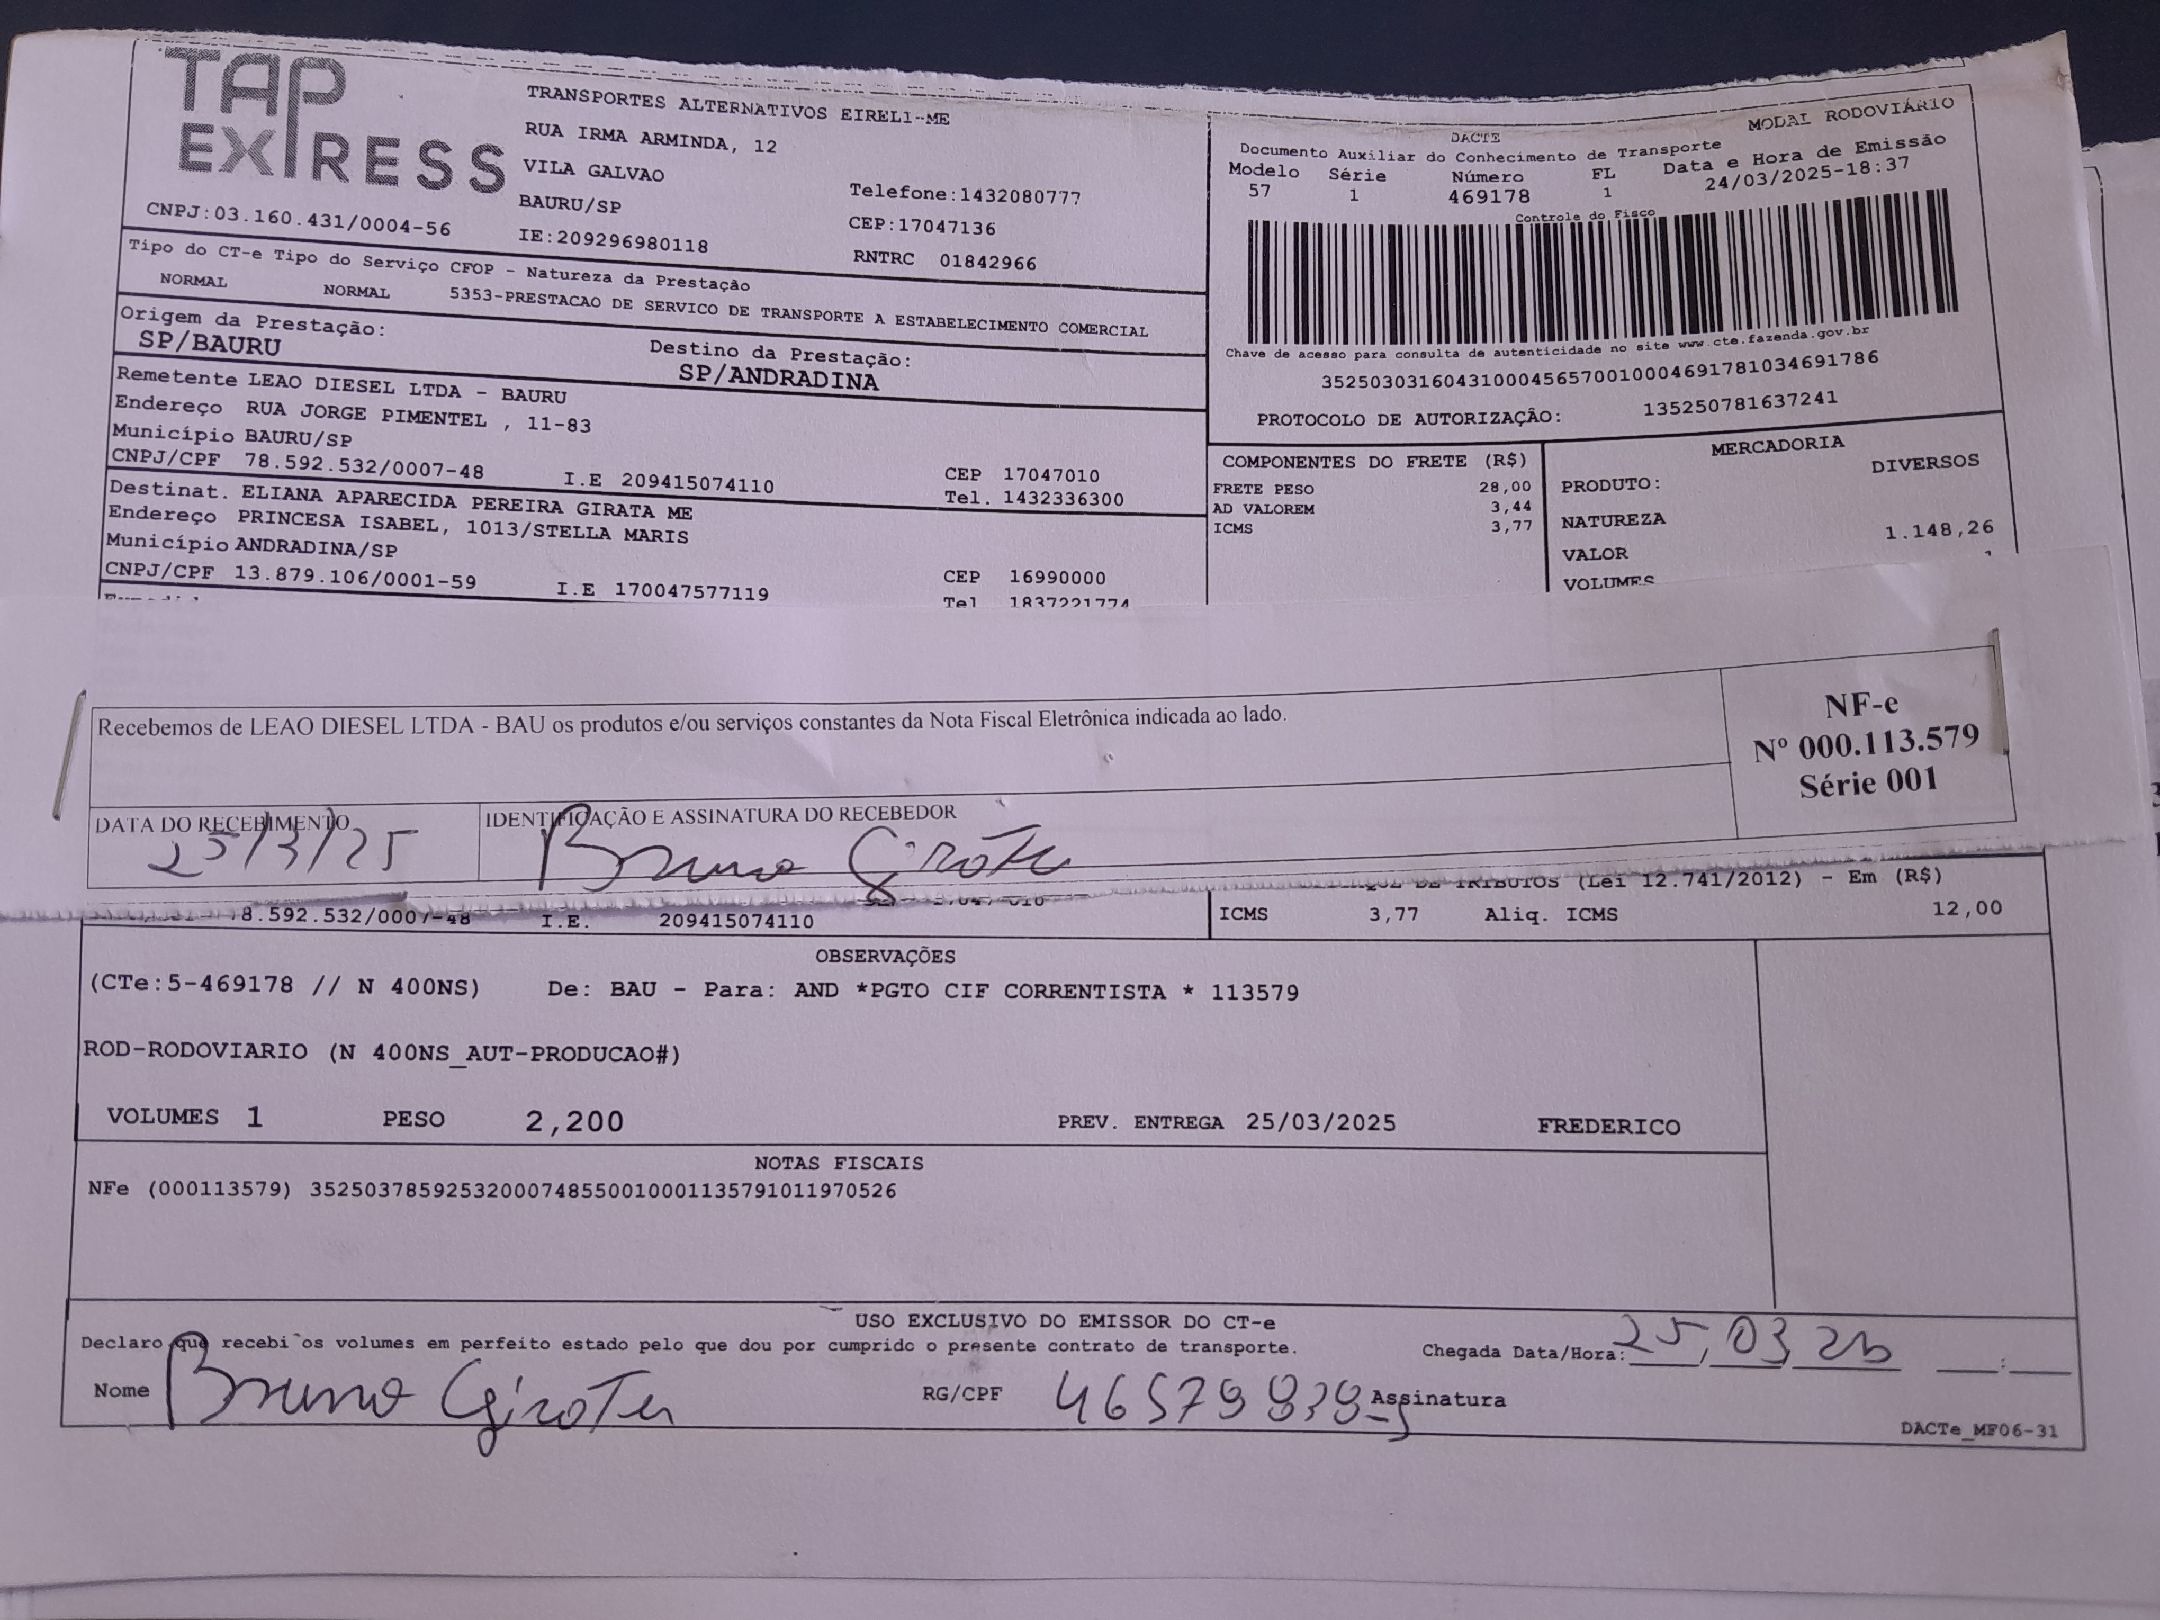 TAP EXPRESS
TRANSPORTES ALTERNATIVOS EIRELI-ME
RUA IRMA ARMINDA, 12
VILA GALVAO
BAURU/SP
Telefone:1432080777
CNPJ:03.160.431/0004-56
IE:209296980118
CEP:17047136
RNTRC 01842966
Tipo do CT-e Tipo do Serviço CFOP - Natureza da Prestação
NORMAL NORMAL 5353-PRESTACAO DE SERVICO DE TRANSPORTE A ESTABELECIMENTO COMERCIAL
Origem da Prestação:
SP/BAURU
Destino da Prestação:
SP/ANDRADINA
Remetente LEAO DIESEL LTDA - BAURU
Endereço RUA JORGE PIMENTEL , 11-83
Município BAURU/SP
CEP 17047010
CNPJ/CPF 78.592.532/0007-48 I.E 209415074110 Tel. 1432336300
Destinat. ELIANA APARECIDA PEREIRA GIRATA ME
Endereço PRINCESA ISABEL, 1013/STELLA MARIS
Município ANDRADINA/SP
CEP 16990000
CNPJ/CPF 13.879.106/0001-59 I.E 170047577119 Tel 1837221774
DACTE
MODAL RODOVIÁRIO
Documento Auxiliar do Conhecimento de Transporte
Modelo Série Número FL Data e Hora de Emissão
57 1 469178 1 24/03/2025-18:37
Controle do Fisco
Chave de acesso para consulta de autenticidade no site www.cte.fazenda.gov.br
35250303160431000456570010004691781034691786
PROTOCOLO DE AUTORIZAÇÃO: 135250781637241
COMPONENTES DO FRETE (R$)
FRETE PESO 28,00
AD VALOREM 3,44
ICMS 3,77
MERCADORIA
PRODUTO: DIVERSOS
NATUREZA
VALOR 1.148,26
VOLUMES
Recebemos de LEAO DIESEL LTDA - BAU os produtos e/ou serviços constantes da Nota Fiscal Eletrônica indicada ao lado.
NF-e
Nº 000.113.579
Série 001
DATA DO RECEBIMENTO
25/3/25
IDENTIFICAÇÃO E ASSINATURA DO RECEBEDOR
Bruno
TRIBUTOS (Lei 12.741/2012) - Em (R$)
8.592.532/0007-48 I.E. 209415074110
ICMS 3,77 Aliq. ICMS 12,00
OBSERVAÇÕES
(CTe:5-469178 // N 400NS) De: BAU - Para: AND *PGTO CIF CORRENTISTA * 113579
ROD-RODOVIARIO (N 400NS_AUT-PRODUCAO#)
VOLUMES 1 PESO 2,200 PREV. ENTREGA 25/03/2025 FREDERICO
NOTAS FISCAIS
NFe (000113579) 35250378592532000748550010001135791011970526
USO EXCLUSIVO DO EMISSOR DO CT-e
Declaro que recebi os volumes em perfeito estado pelo que dou por cumprido o presente contrato de transporte.
Chegada Data/Hora: 25,03
Nome Bruno
RG/CPF
Assinatura
DACTe_MF06-31